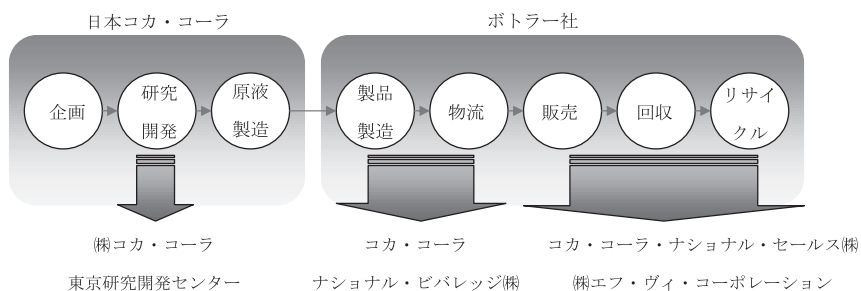 日本コカ・コーラ
ボトラー社
企画
研究
開発
原液
製造
製品
製造
物流
販売
回収
リサイ
クル
㈱コカ・コーラ
東京研究開発センター
コカ・コーラ
ナショナル・ビバレッジ㈱
コカ・コーラ・ナショナル・セールス㈱
㈱エフ・ヴィ・コーポレーション